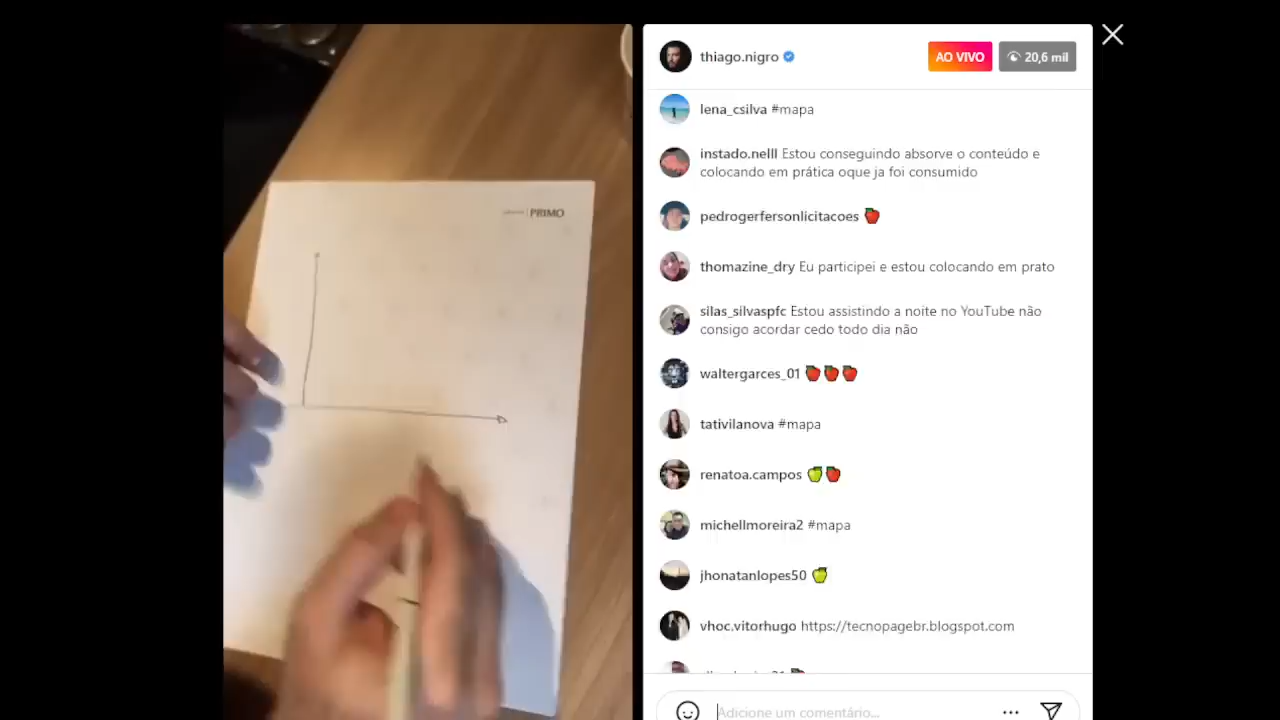 PRIMO
thiago.nigro
AO VIVO
20,6 mil
lena_csilva #mapa
instado.nelll Estou conseguindo absorve o conteúdo e
colocando em prática oque ja foi consumido
pedrogerfersonlicitacoes 🍎
thomazine_dry Eu participei e estou colocando em prato
silas_silvaspfc Estou assistindo a noite no YouTube não
consigo acordar cedo todo dia não
waltergarces_01 🍎🍎🍎
tativilanova #mapa
renatoa.campos 🍏🍎
michellmoreira2 #mapa
jhonatanlopes50 🍏
vhoc.vitorhugo https://tecnopagebr.blogspot.com
Adicione um comentário...